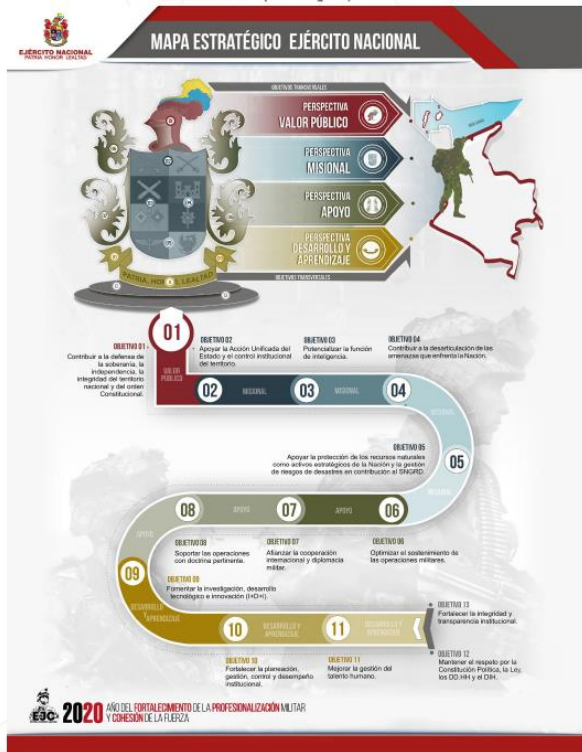 EJÉRCITO NACIONAL
PATRIA HONOR LEALTAD
MAPA ESTRATÉGICO EJÉRCITO NACIONAL
OBJETIVOS TRANSVERSALES
PERSPECTIVA
VALOR PÚBLICO
PERSPECTIVA
MISIONAL
PERSPECTIVA
APOYO
PERSPECTIVA
DESARROLLO Y
APRENDIZAJE
OBJETIVOS TRANSVERSALES
PATRIA, HONOR, LEALTAD
01
VALOR
PÚBLICO
OBJETIVO 01
Contribuir a la defensa de
la soberanía, la
independencia, la
integridad del territorio
nacional y del orden
Constitucional.
OBJETIVO 02
Apoyar la Acción Unificada del
Estado y el control institucional
del territorio.
OBJETIVO 03
Potencializar la función
de inteligencia.
OBJETIVO 04
Contribuir a la desarticulación de las
amenazas que enfrenta la Nación.
02
MISIONAL
03
MISIONAL
04
MISIONAL
OBJETIVO 05
Apoyar la protección de los recursos naturales
como activos estratégicos de la Nación y la gestión
de riesgos de desastres en contribución al SNGRD.
05
MISIONAL
08
APOYO
07
APOYO
06
APOYO
OBJETIVO 08
Soportar las operaciones
con doctrina pertinente.
OBJETIVO 07
Afianzar la cooperación
internacional y diplomacia
militar.
OBJETIVO 06
Optimizar el sostenimiento de
las operaciones militares.
09
OBJETIVO 09
Fomentar la investigación, desarrollo
tecnológico e innovación (I+D+i).
DESARROLLO
Y APRENDIZAJE
10
DESARROLLO Y
APRENDIZAJE
11
DESARROLLO Y
APRENDIZAJE
OBJETIVO 13
Fortalecer la integridad y
transparencia institucional.
OBJETIVO 10
Fortalecer la planeación,
gestión, control y desempeño
institucional.
OBJETIVO 11
Mejorar la gestión del
talento humano.
OBJETIVO 12
Mantener el respeto por la
Constitución Política, la Ley,
los DD.HH y el DIH.
EJC
2020 AÑO DEL FORTALECIMIENTO DE LA PROFESIONALIZACIÓN MILITAR
Y COHESIÓN DE LA FUERZA